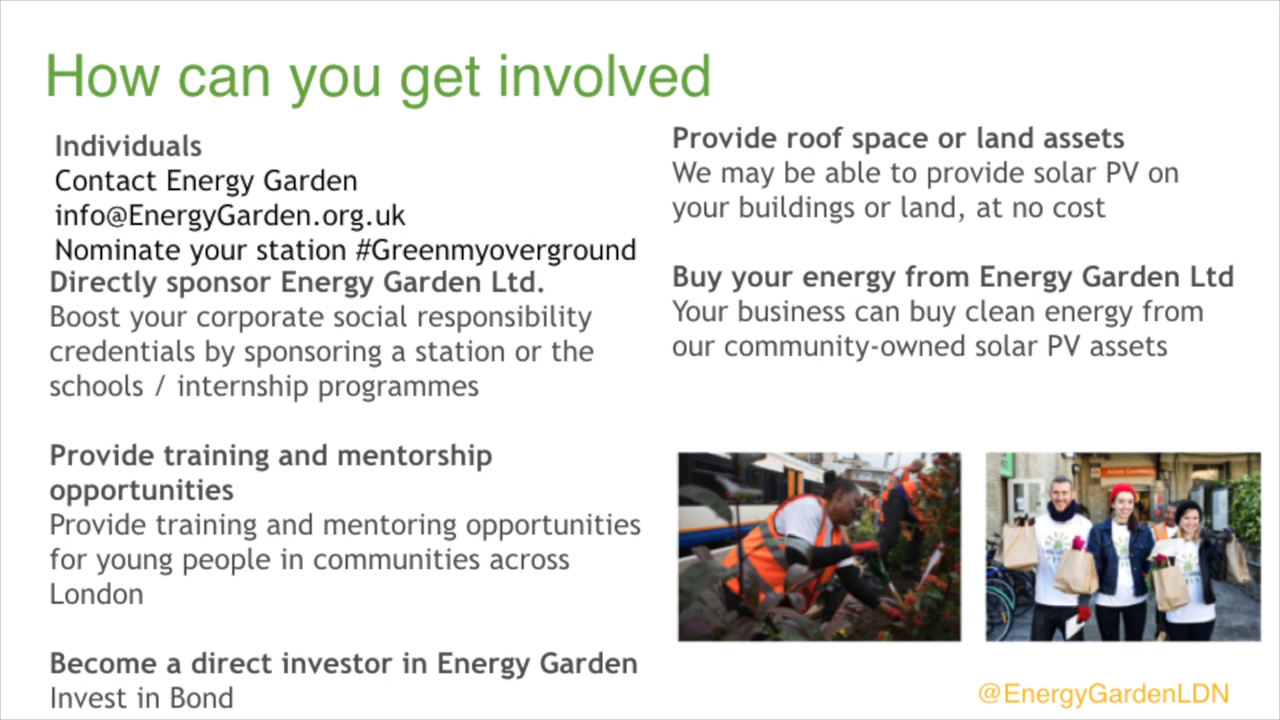 How can you get involved
Individuals
Contact Energy Garden
info@EnergyGarden.org.uk
Nominate your station #Greenmyoverground
Directly sponsor Energy Garden Ltd.
Boost your corporate social responsibility
credentials by sponsoring a station or the
schools / internship programmes
Provide training and mentorship
opportunities
Provide training and mentoring opportunities
for young people in communities across
London
Become a direct investor in Energy Garden
Invest in Bond
Provide roof space or land assets
We may be able to provide solar PV on
your buildings or land, at no cost
Buy your energy from Energy Garden Ltd
Your business can buy clean energy from
our community-owned solar PV assets
@EnergyGardenLDN